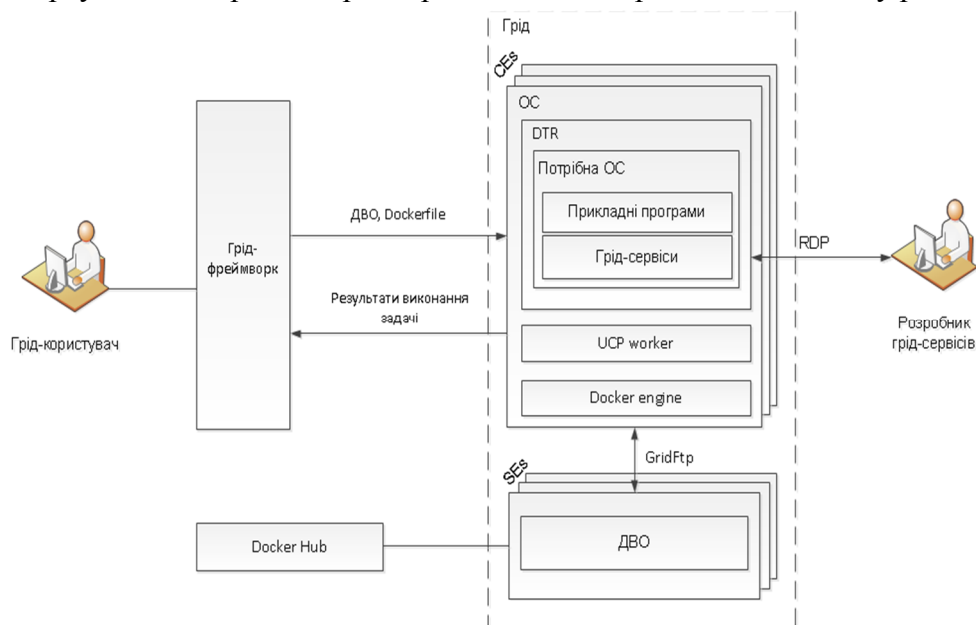 Грід
CEs
ОС
DTR
Потрібна ОС
Прикладні програми
Грід-сервіси
UCP worker
Docker engine
ДВО, Dockerfile
Результати виконання
задачі
Грід-
фреймворк
Грід-користувач
RDP
Розробник
грід-сервісів
GridFtp
SEs
ДВО
Docker Hub